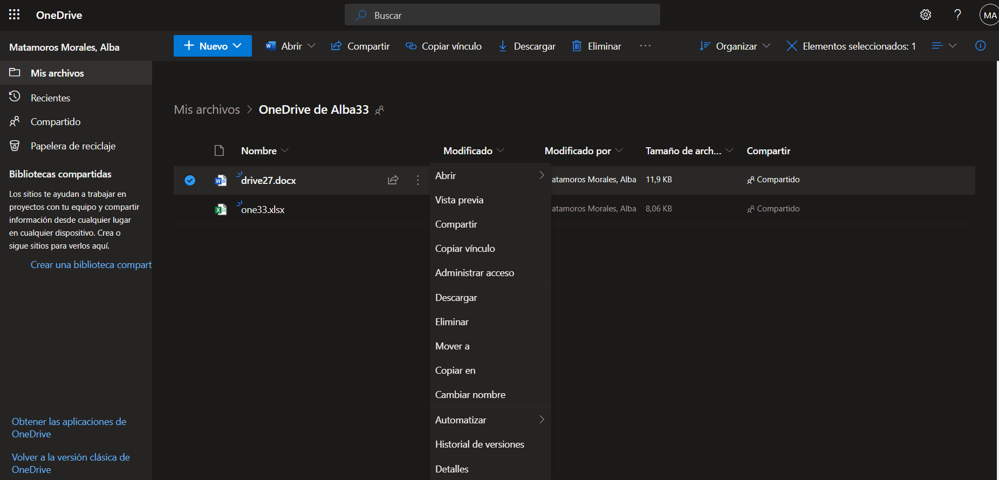 OneDrive
Buscar
MA
Matamoros Morales, Alba
Nuevo
Abrir
Compartir
Copiar vínculo
Descargar
Eliminar
Organizar
Elementos seleccionados: 1
Mis archivos
Recientes
Compartido
Papelera de reciclaje
Bibliotecas compartidas
Los sitios te ayudan a trabajar en
proyectos con tu equipo y compartir
información desde cualquier lugar
en cualquier dispositivo. Crea o
sigue sitios para verlos aquí.
Crear una biblioteca compart
Obtener las aplicaciones de
OneDrive
Volver a la versión clásica de
OneDrive
Mis archivos > OneDrive de Alba33
Nombre
Modificado
Modificado por
Tamaño de arch...
Compartir
drive27.docx
atamoros Morales, Alba
11,9 KB
Compartido
one33.xlsx
atamoros Morales, Alba
8,06 KB
Compartido
Abrir
Vista previa
Compartir
Copiar vínculo
Administrar acceso
Descargar
Eliminar
Mover a
Copiar en
Cambiar nombre
Automatizar
Historial de versiones
Detalles